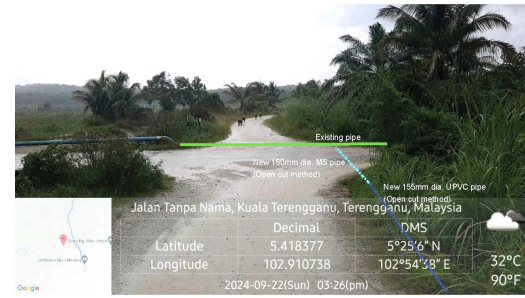 Existing pipe
New 150mm dia. MS pipe
(Open cut method)
New 155mm dia. UPVC pipe
(Open cut method)
Jalan Tanpa Nama, Kuala Terengganu, Terengganu, Malaysia
Decimal
DMS
Latitude
5.418377
5°25'6" N
Longitude
102.910738
102°54'38" E
2024-09-22(Sun) 03:26(pm)
32°C
90°F
Google